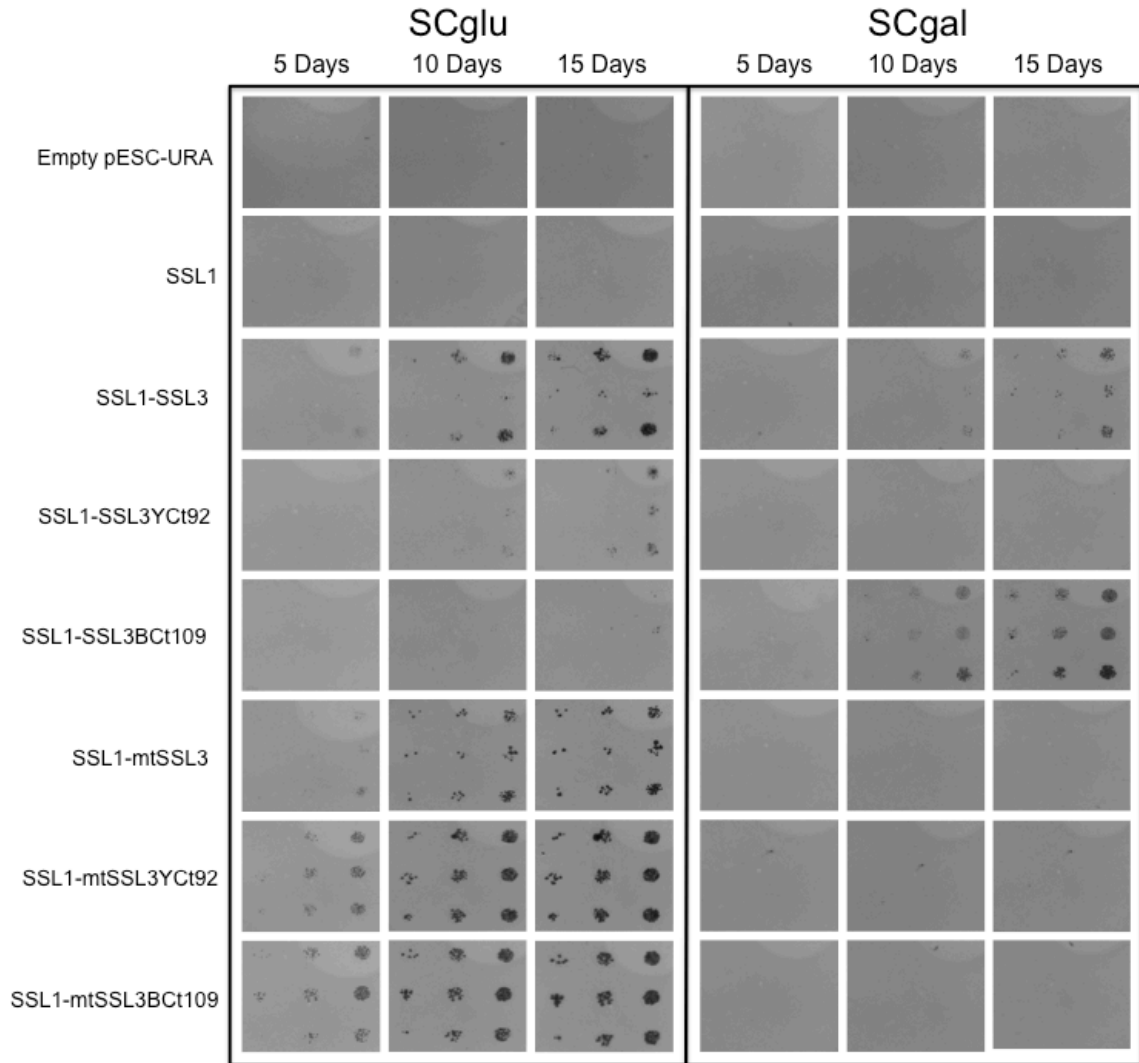 SCglu SCgal
5 Days 10 Days 15 Days 5 Days 10 Days 15 Days
Empty pESC-URA
SSL1
SSL1-SSL3
SSL1-SSL3YCt92
SSL1-SSL3BCt109
SSL1-mtSSL3
SSL1-mtSSL3YCt92
SSL1-mtSSL3BCt109